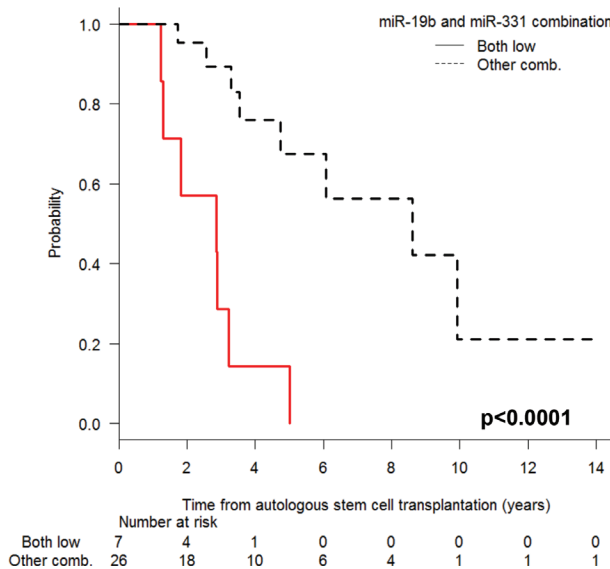 miR-19b and miR-331 combination
Both low
Other comb.
Probability
1.0
0.8
0.6
0.4
0.2
0.0
p<0.0001
0 2 4 6 8 10 12 14
Time from autologous stem cell transplantation (years)
Number at risk
Both low 7 4 1 0 0 0 0 0
Other comb. 26 18 10 6 4 1 1 1